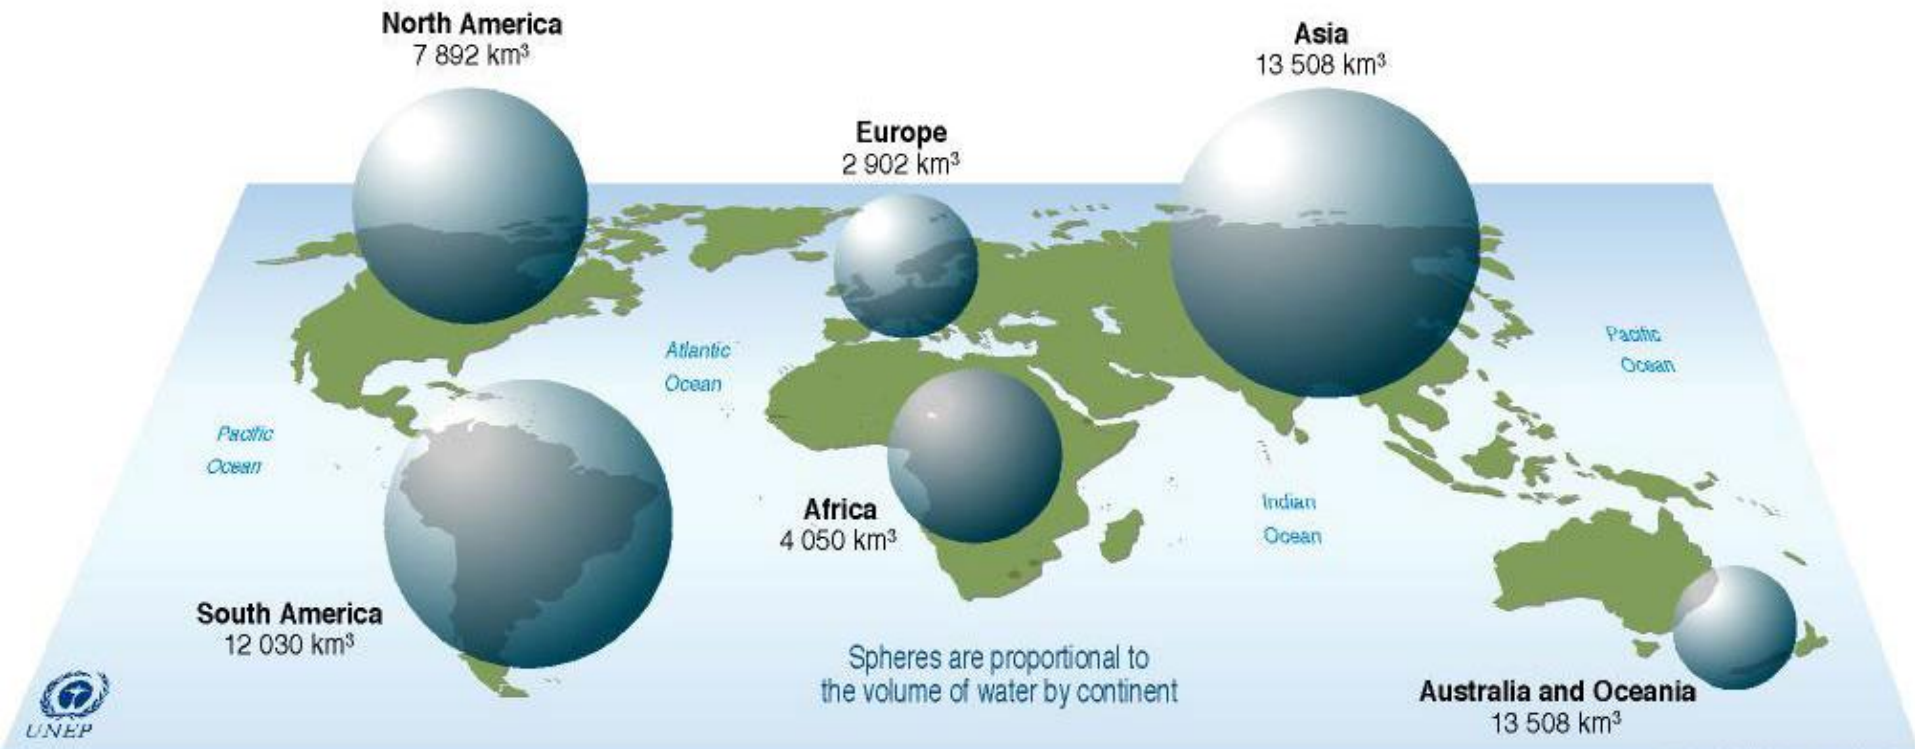 North America
7 892 km³
Asia
13 508 km³
Europe
2 902 km³
Atlantic
Ocean
Pacific
Ocean
Pacific
Ocean
Africa
4 050 km³
Indian
Ocean
South America
12 030 km³
Spheres are proportional to
the volume of water by continent
Australia and Oceania
13 508 km³
UNEP